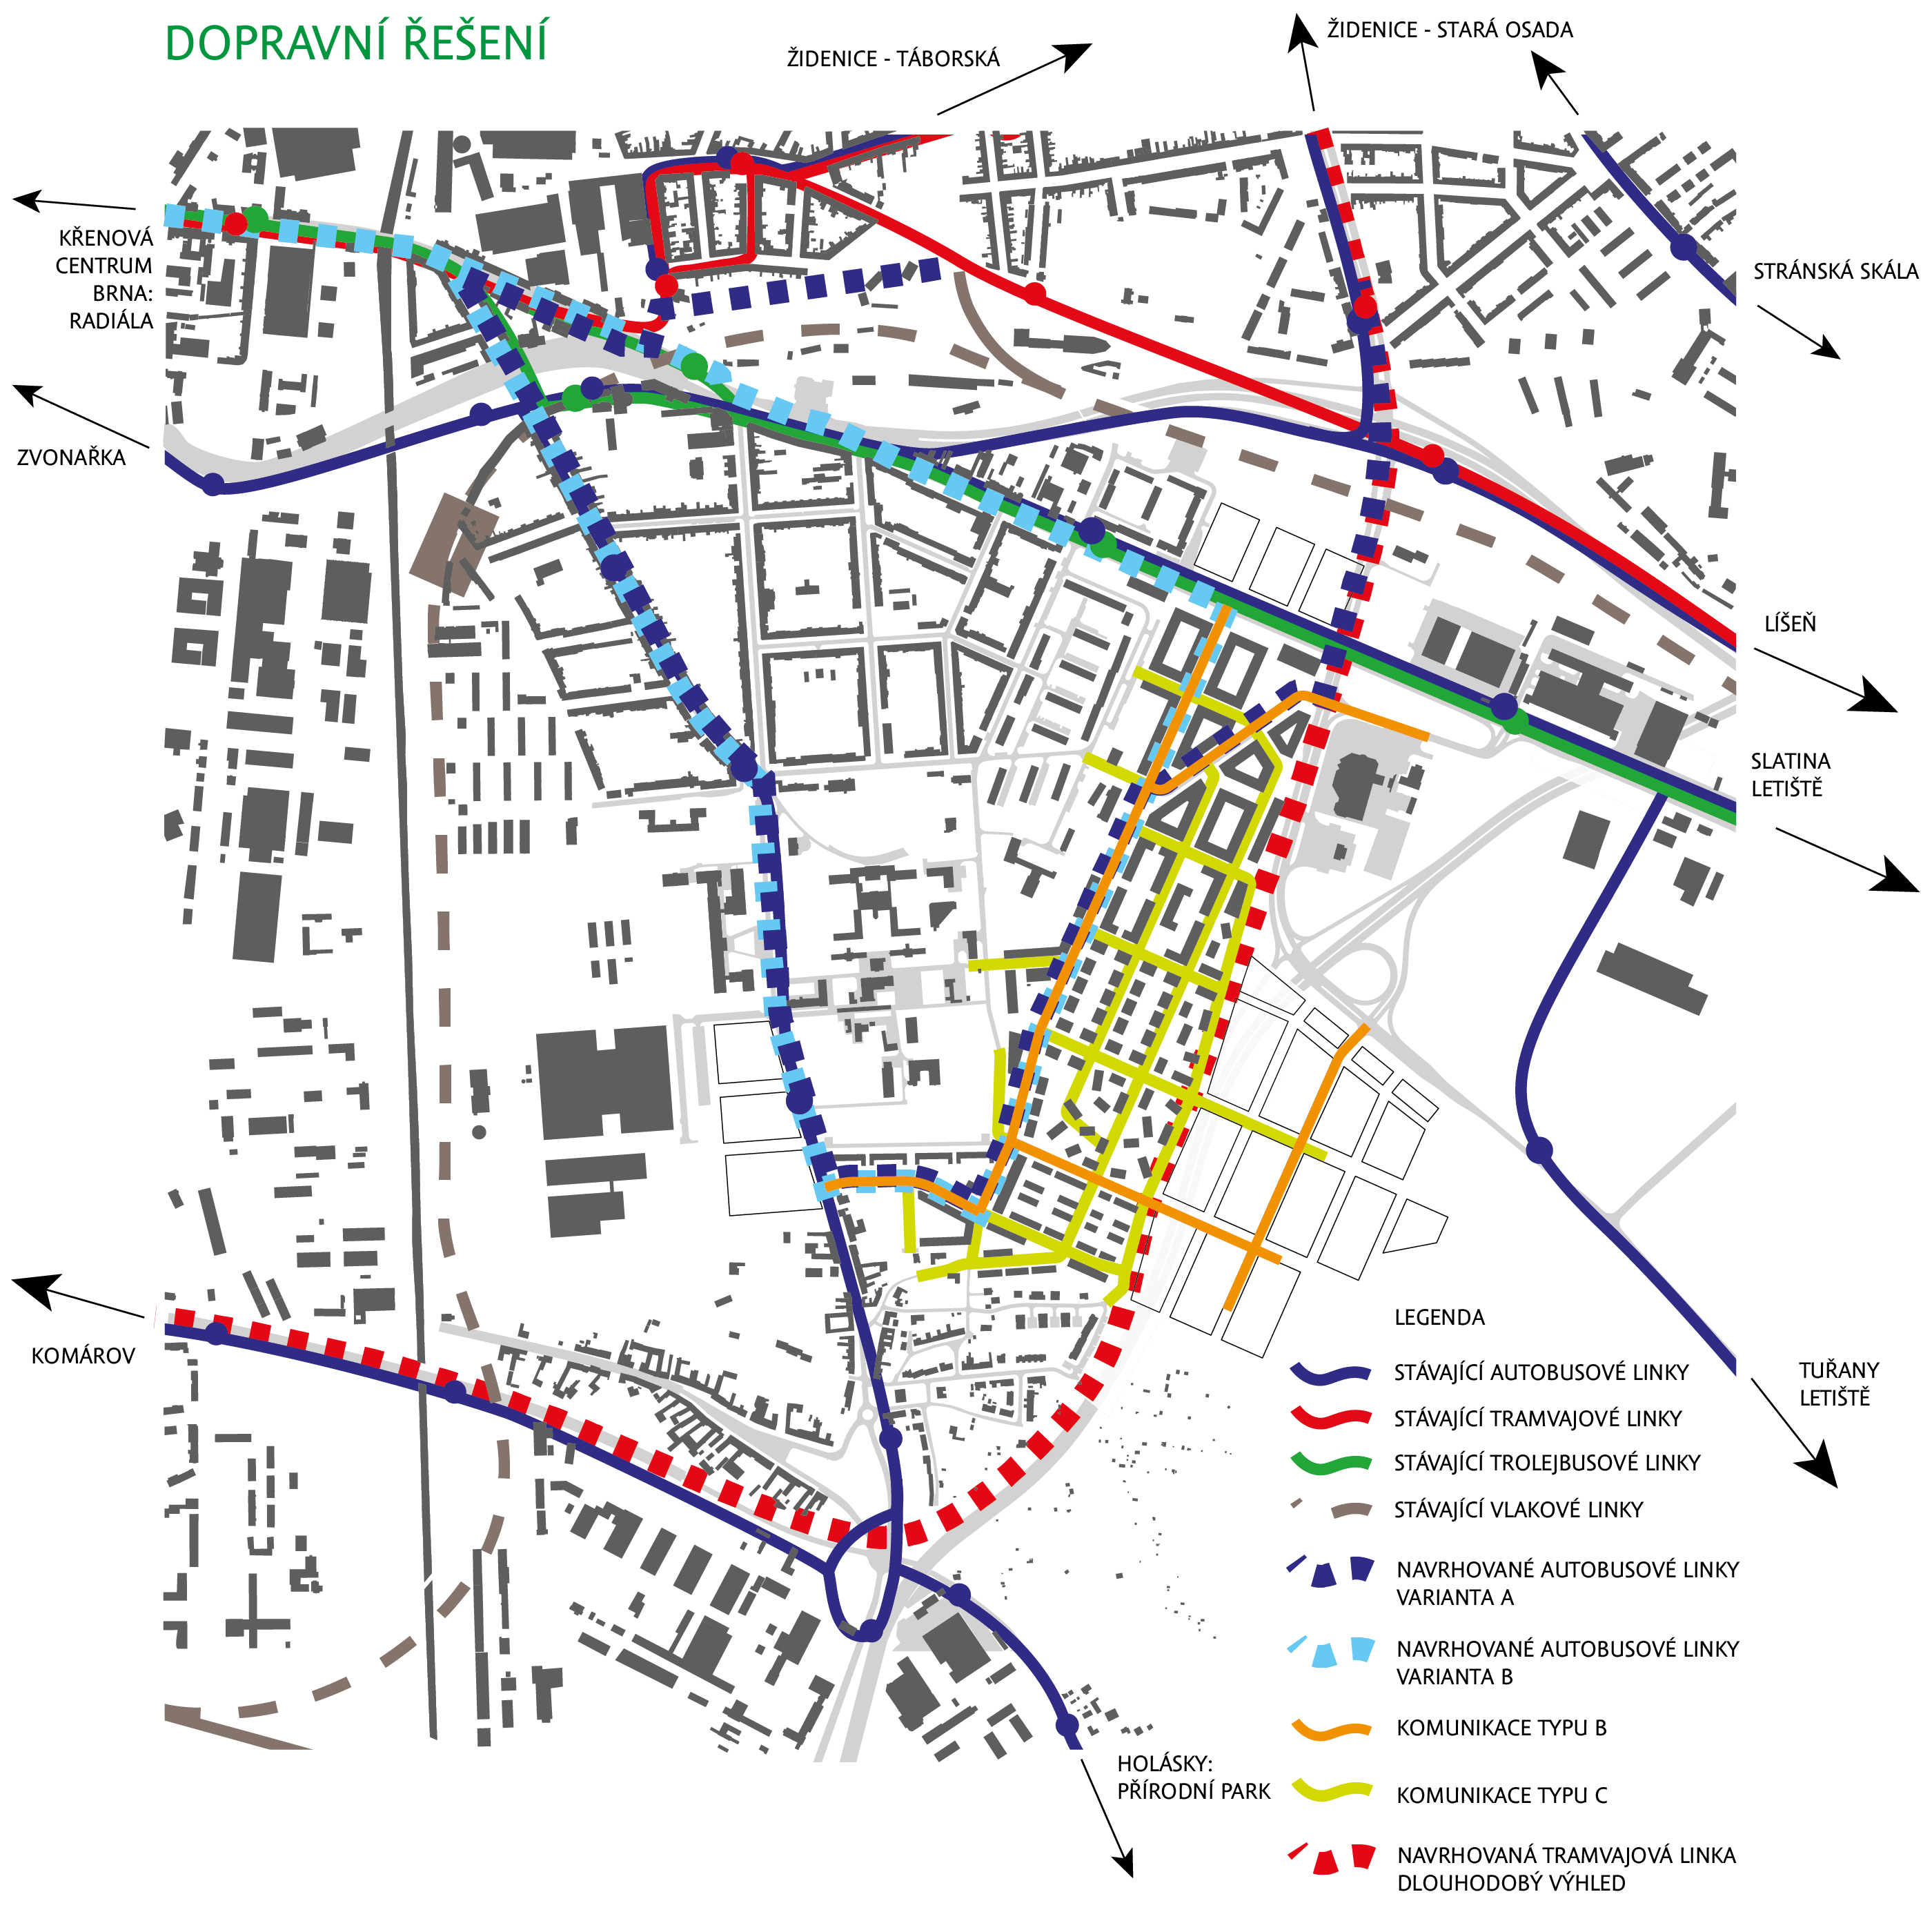 DOPRAVNÍ ŘEŠENÍ
ŽIDENICE - TÁBORSKÁ
ŽIDENICE - STARÁ OSADA
KŘENOVÁ
CENTRUM
BRNA:
RADIÁLA
STRÁNSKÁ SKÁLA
ZVONAŘKA
LÍŠEŇ
SLATINA
LETIŠTĚ
KOMÁROV
TUŘANY
LETIŠTĚ
HOLÁSKY:
PŘÍRODNÍ PARK
LEGENDA
STÁVAJÍCÍ AUTOBUSOVÉ LINKY
STÁVAJÍCÍ TRAMVAJOVÉ LINKY
STÁVAJÍCÍ TROLEJBUSOVÉ LINKY
STÁVAJÍCÍ VLAKOVÉ LINKY
NAVRHOVANÉ AUTOBUSOVÉ LINKY
VARIANTA A
NAVRHOVANÉ AUTOBUSOVÉ LINKY
VARIANTA B
KOMUNIKACE TYPU B
KOMUNIKACE TYPU C
NAVRHOVANÁ TRAMVAJOVÁ LINKA
DLOUHODOBÝ VÝHLED